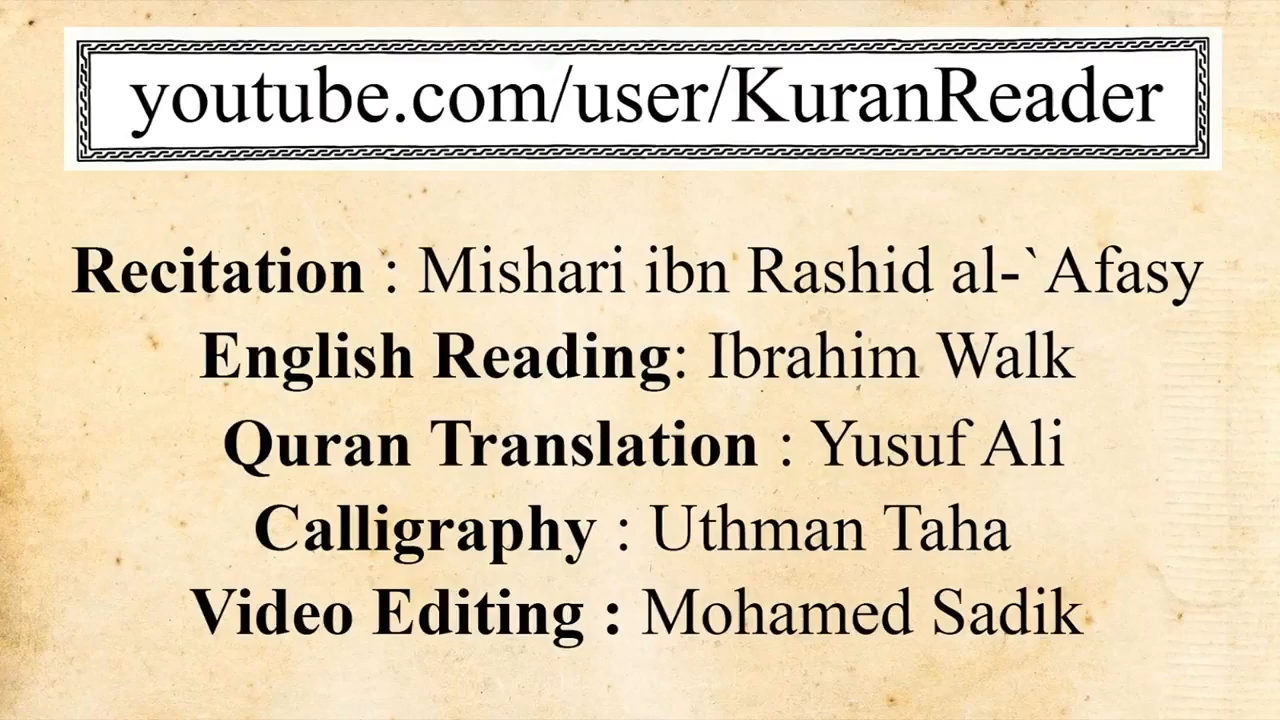 youtube.com/user/KuranReader
Recitation : Mishari ibn Rashid al-`Afasy
English Reading: Ibrahim Walk
Quran Translation : Yusuf Ali
Calligraphy : Uthman Taha
Video Editing : Mohamed Sadik